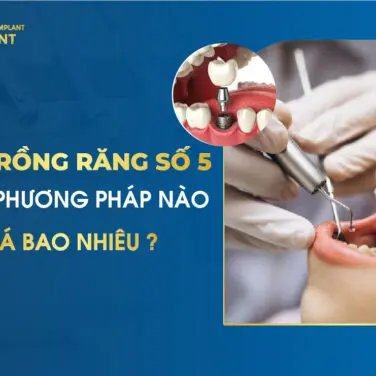 MPLANT
NT
RỒNG RĂNG SỐ 5
PHƯƠNG PHÁP NÀO
Á BAO NHIÊU ?